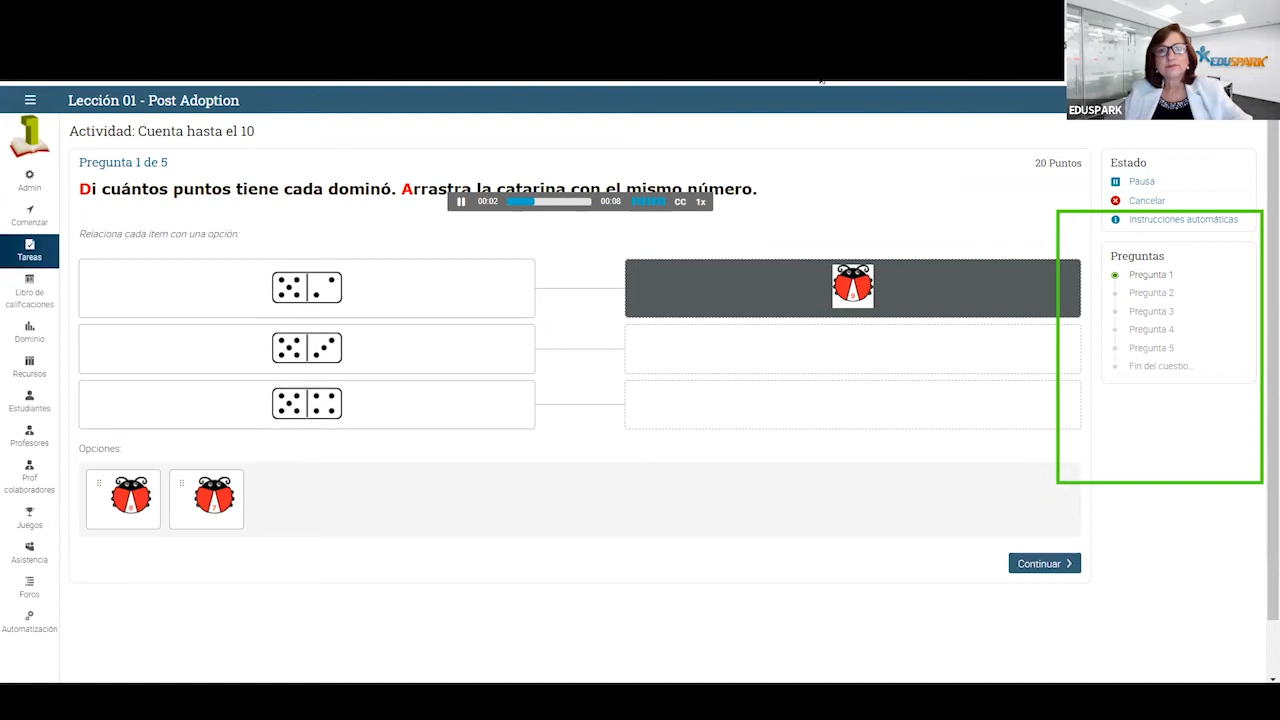 EDUSPARK
EDUSPARK
Lección 01 - Post Adoption
Actividad: Cuenta hasta el 10
Pregunta 1 de 5
20 Puntos
Di cuántos puntos tiene cada dominó. Arrastra la catarina con el mismo número.
00:02
00:08
CC
1x
Relaciona cada item con una opción:
9
Opciones:
8
7
Continuar
Admin
Comenzar
Tareas
Libro de
calificaciones
Dominio
Recursos
Estudiantes
Profesores
Prof
colaboradores
Juegos
Asistencia
Foros
Automatización
Estado
Pausa
Cancelar
Instrucciones automáticas
Preguntas
Pregunta 1
Pregunta 2
Pregunta 3
Pregunta 4
Pregunta 5
Fin del cuestio...